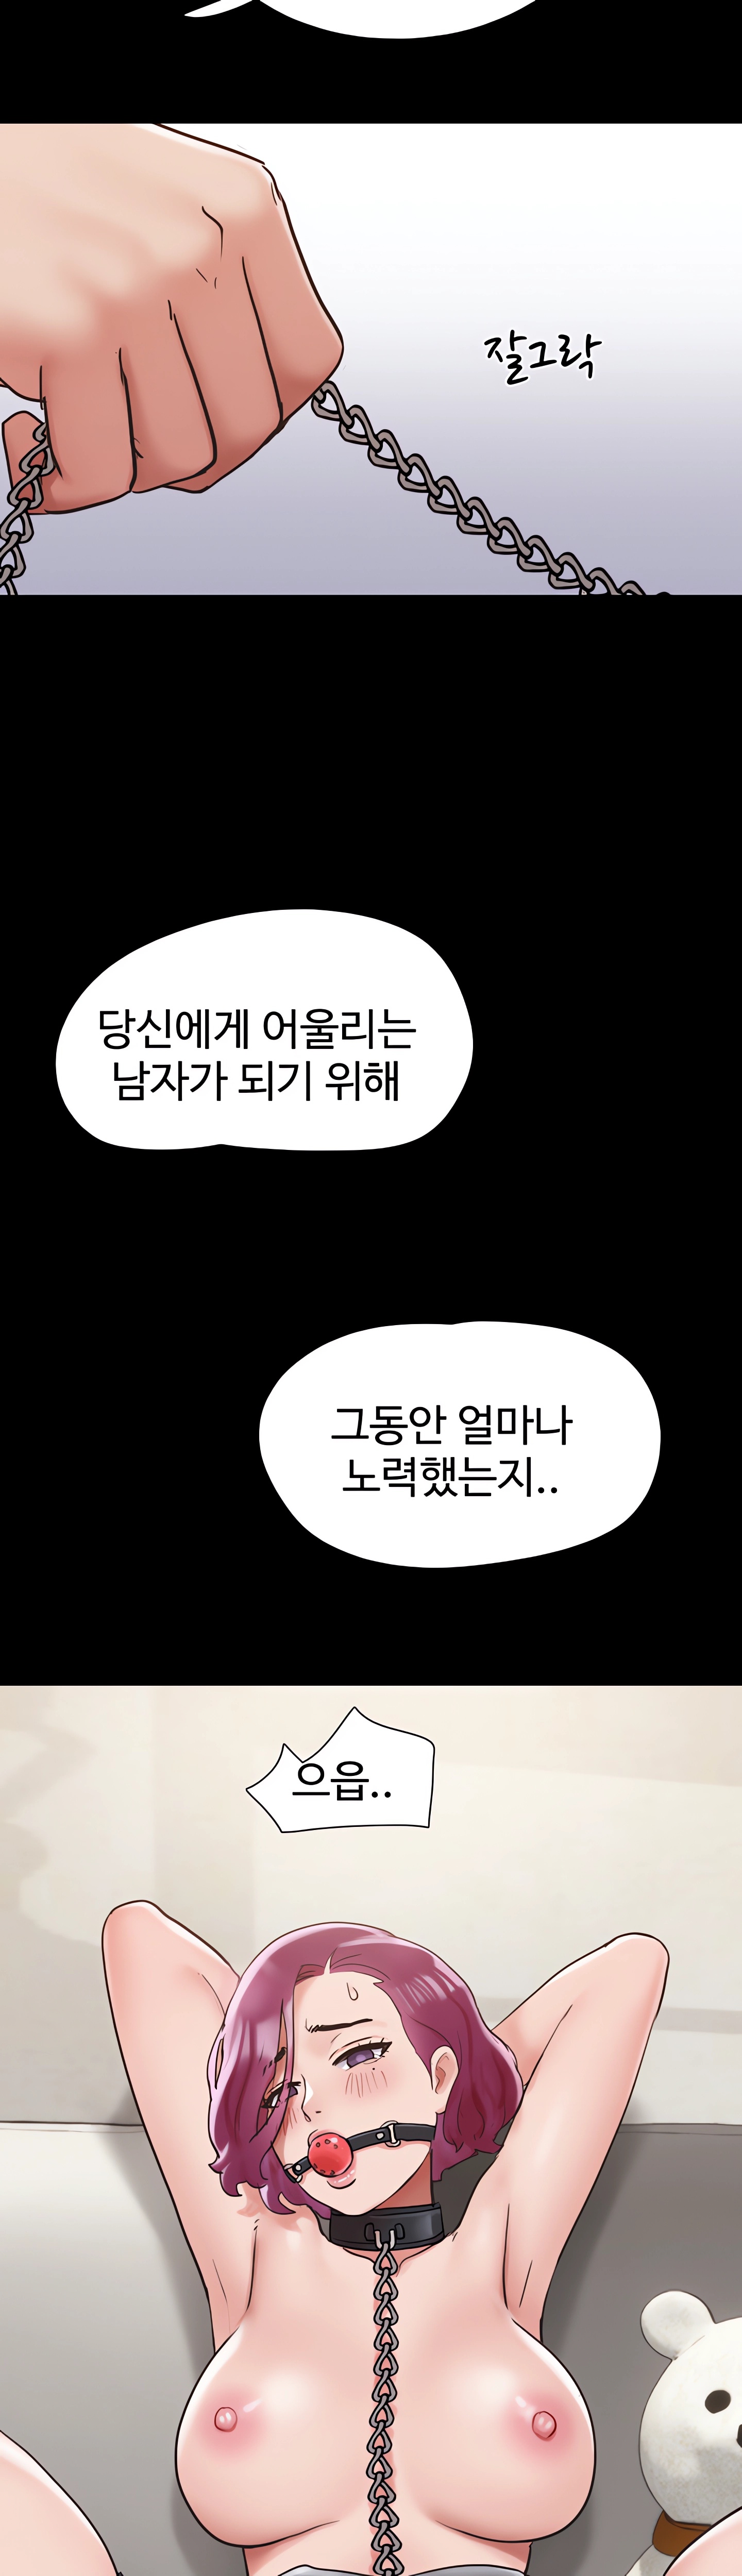 잘그락
당신에게 어울리는
남자가 되기 위해
그동안 얼마나
노력했는지..
으읍..